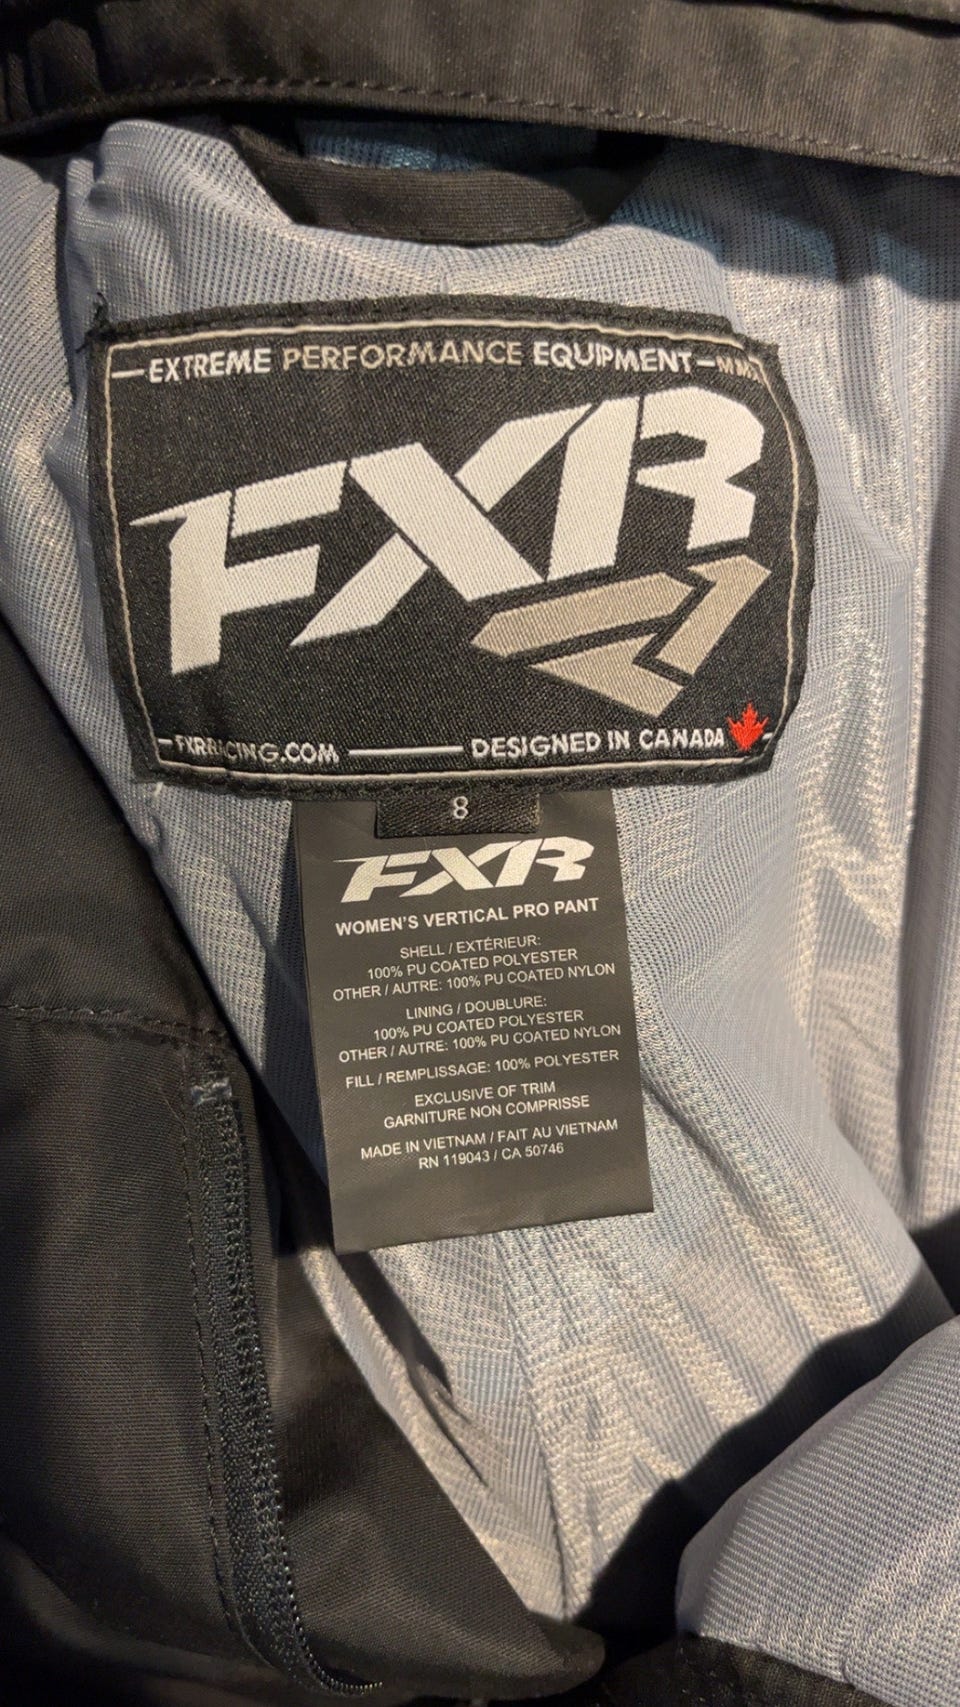 EXTREME PERFORMANCE EQUIPMENT
FXR
FXRRACING.COM DESIGNED IN CANADA
8
FXR
WOMEN'S VERTICAL PRO PANT
SHELL / EXTÉRIEUR:
100% PU COATED POLYESTER
OTHER / AUTRE: 100% PU COATED NYLON
LINING / DOUBLURE:
100% PU COATED POLYESTER
OTHER / AUTRE: 100% PU COATED NYLON
FILL / REMPLISSAGE: 100% POLYESTER
EXCLUSIVE OF TRIM
GARNITURE NON COMPRISSE
MADE IN VIETNAM / FAIT AU VIETNAM
RN 119043 / CA 50746